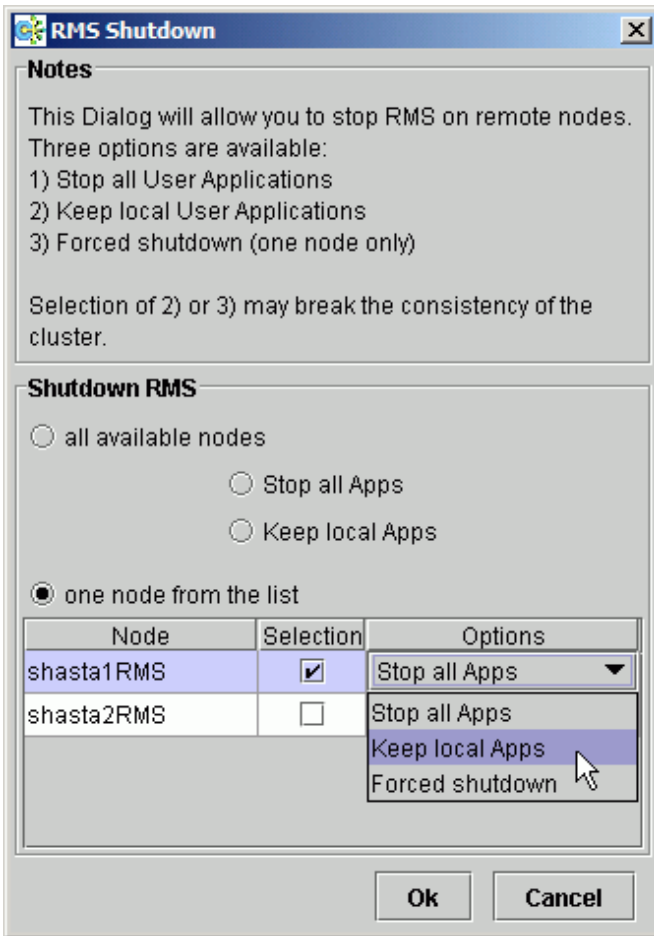 RMS Shutdown
Notes
This Dialog will allow you to stop RMS on remote nodes.
Three options are available:
1) Stop all User Applications
2) Keep local User Applications
3) Forced shutdown (one node only)
Selection of 2) or 3) may break the consistency of the
cluster.
Shutdown RMS
all available nodes
Stop all Apps
Keep local Apps
one node from the list
Node Selection Options
shasta1RMS Stop all Apps
shasta2RMS Stop all Apps
Keep local Apps
Forced shutdown
Ok Cancel